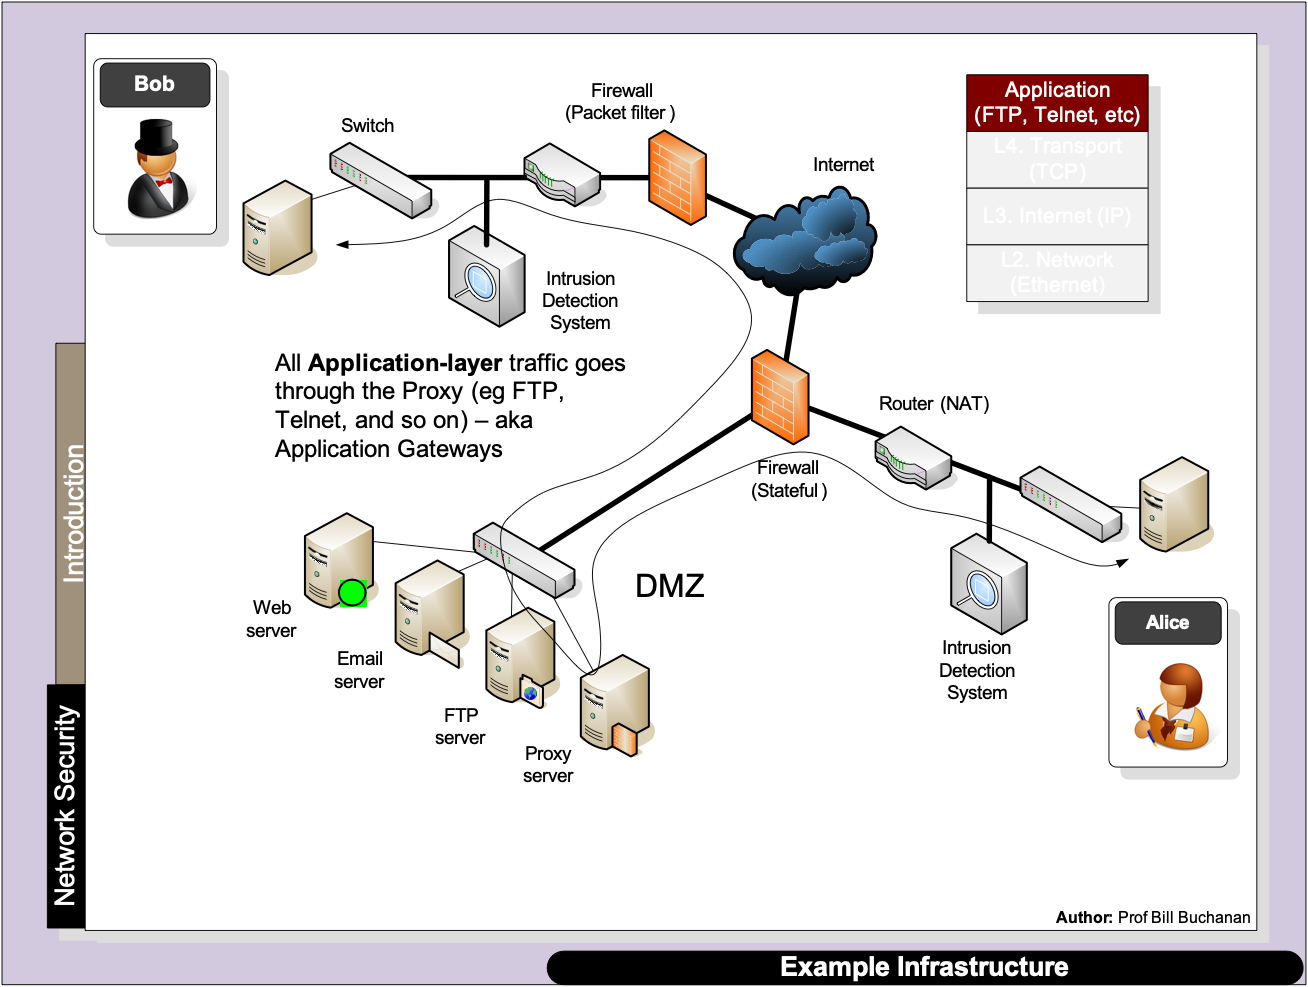 Bob
Switch
Firewall
(Packet filter )
Internet
Application
(FTP, Telnet, etc)
L4. Transport
(TCP)
L3. Internet (IP)
L2. Network
(Ethernet)
Intrusion
Detection
System
All Application-layer traffic goes
through the Proxy (eg FTP,
Telnet, and so on) – aka
Application Gateways
Router (NAT)
Firewall
(Stateful )
DMZ
Web
server
Email
server
FTP
server
Proxy
server
Intrusion
Detection
System
Alice
Introduction
Network Security
Author: Prof Bill Buchanan
Example Infrastructure